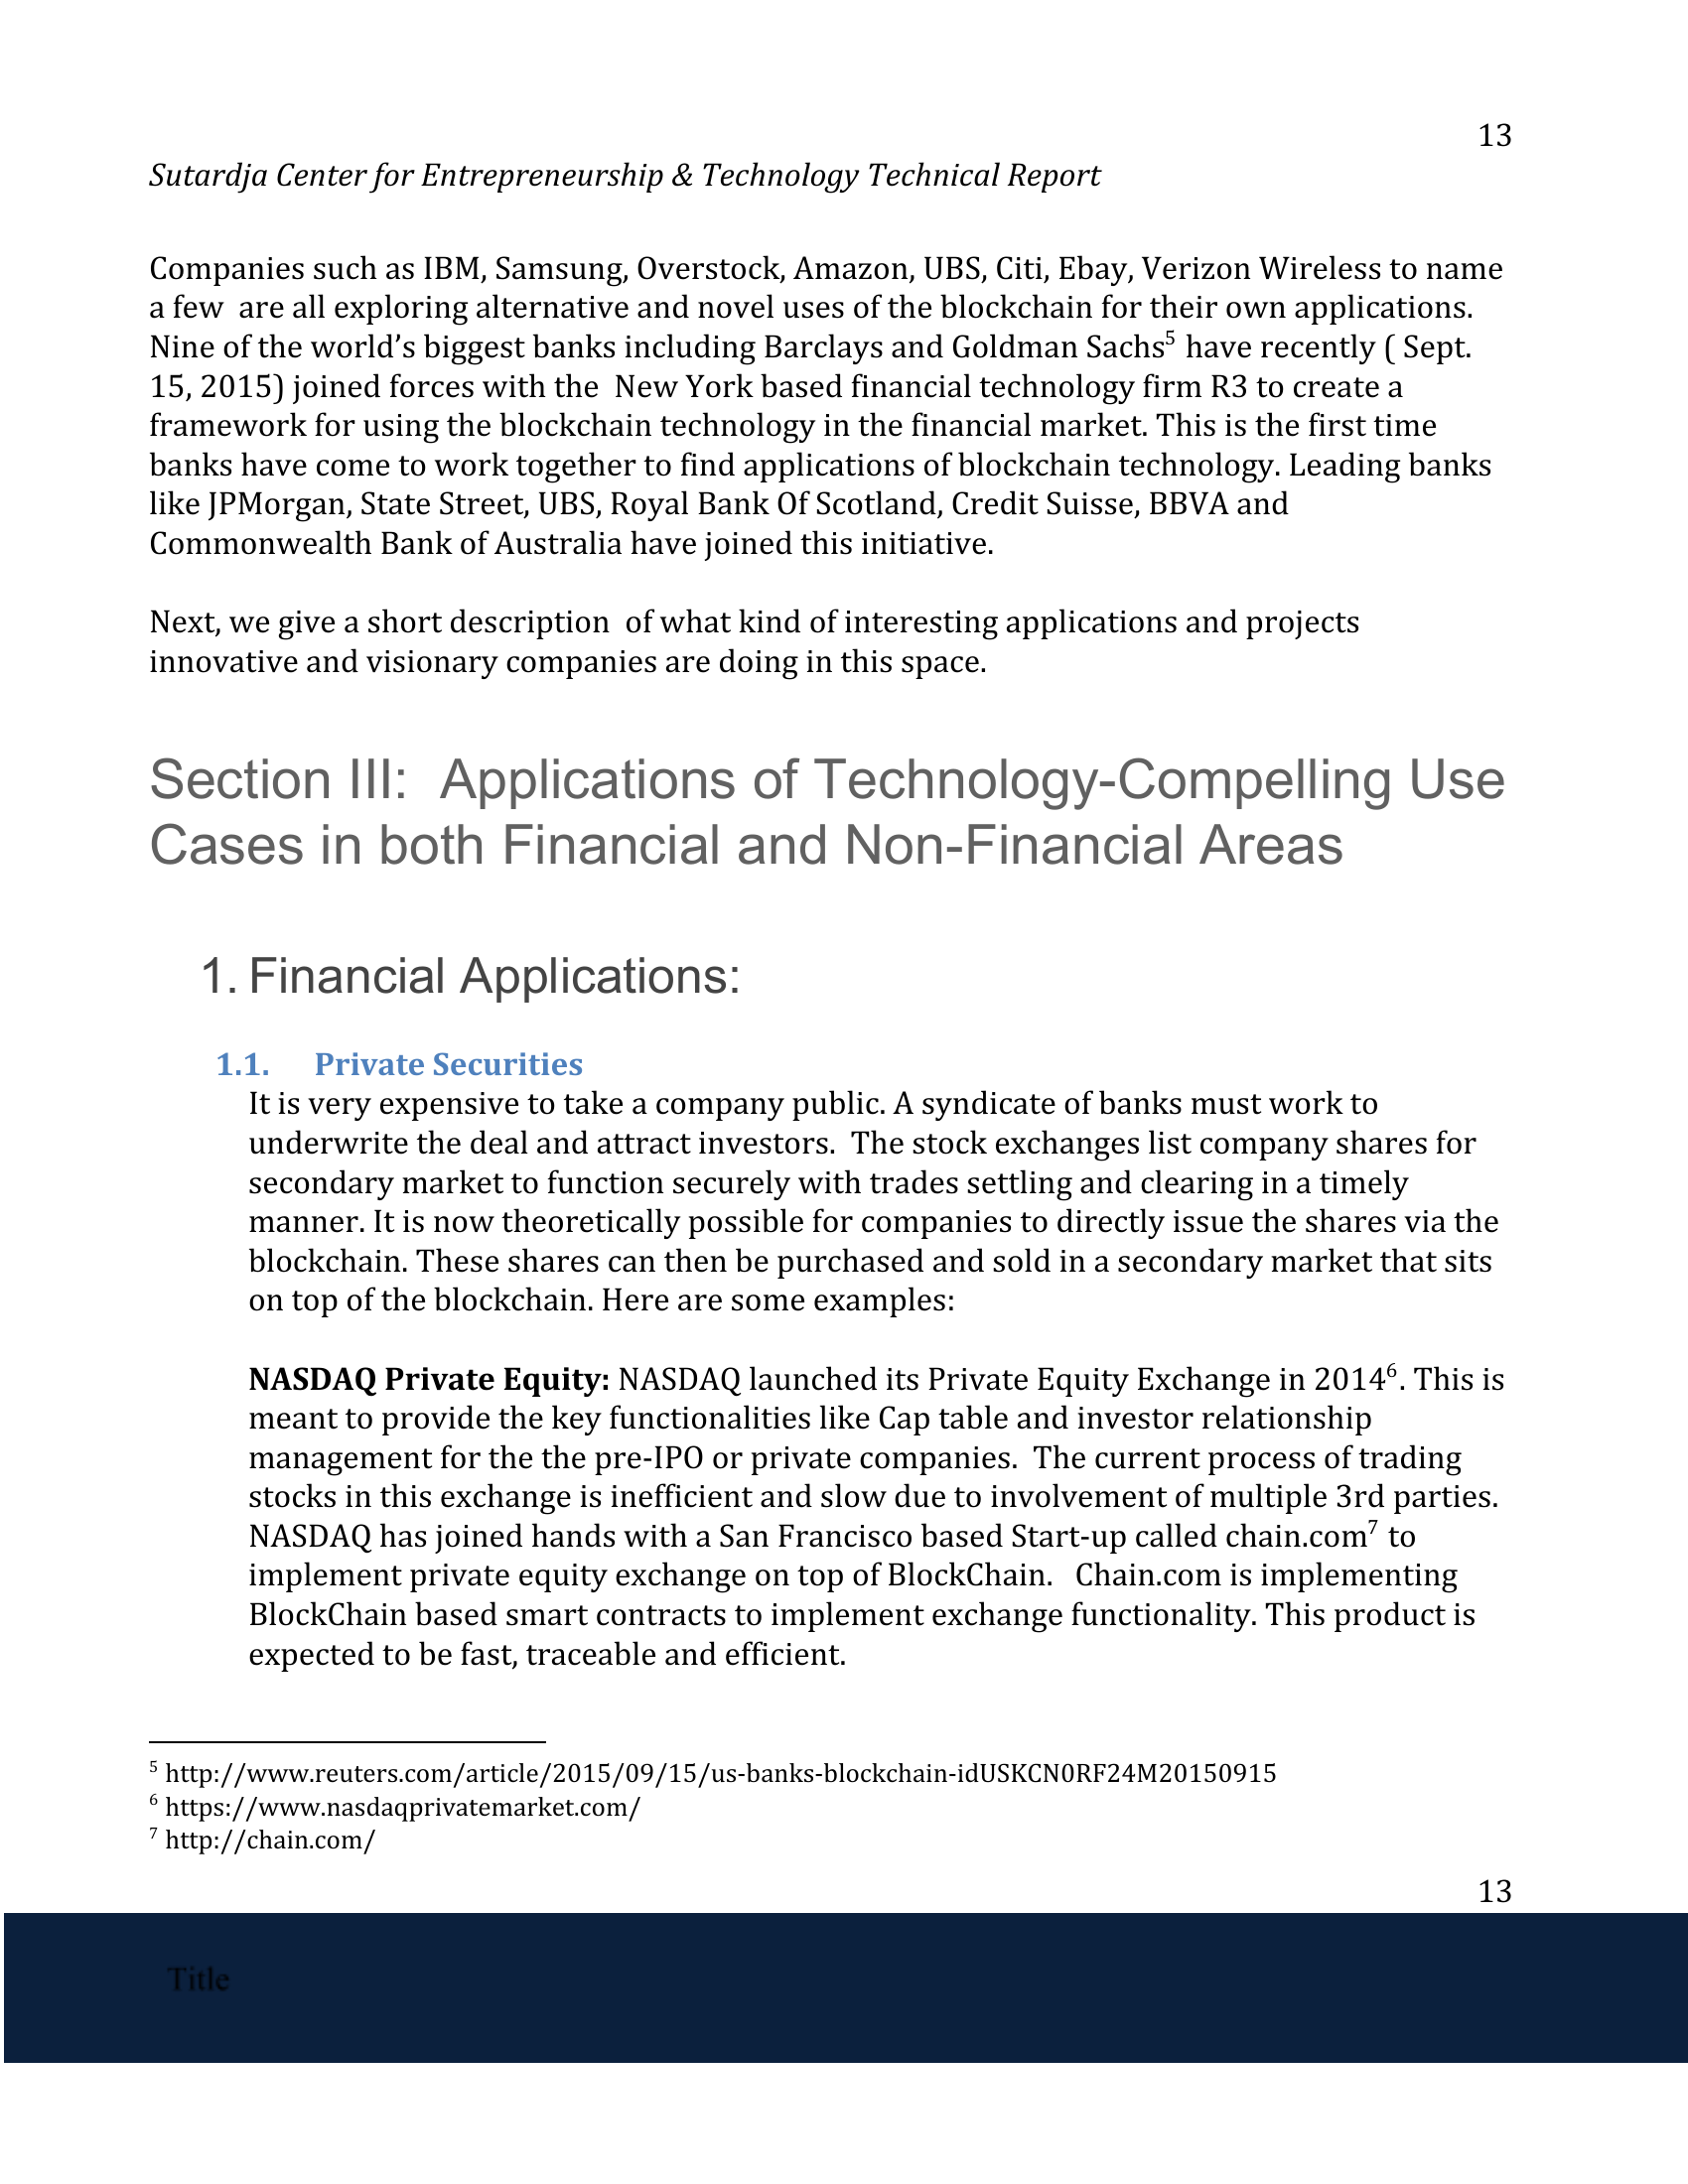 13
Sutardja Center for Entrepreneurship & Technology Technical Report
Companies such as IBM, Samsung, Overstock, Amazon, UBS, Citi, Ebay, Verizon Wireless to name
a few  are all exploring alternative and novel uses of the blockchain for their own applications.
Nine of the world’s biggest banks including Barclays and Goldman Sachs5 have recently ( Sept.
15, 2015) joined forces with the  New York based financial technology firm R3 to create a
framework for using the blockchain technology in the financial market. This is the first time
banks have come to work together to find applications of blockchain technology. Leading banks
like JPMorgan, State Street, UBS, Royal Bank Of Scotland, Credit Suisse, BBVA and
Commonwealth Bank of Australia have joined this initiative.
Next, we give a short description  of what kind of interesting applications and projects
innovative and visionary companies are doing in this space.
Section III:  Applications of Technology-Compelling Use
Cases in both Financial and Non-Financial Areas
1. Financial Applications:
1.1. Private Securities
It is very expensive to take a company public. A syndicate of banks must work to
underwrite the deal and attract investors.  The stock exchanges list company shares for
secondary market to function securely with trades settling and clearing in a timely
manner. It is now theoretically possible for companies to directly issue the shares via the
blockchain. These shares can then be purchased and sold in a secondary market that sits
on top of the blockchain. Here are some examples:
NASDAQ Private Equity: NASDAQ launched its Private Equity Exchange in 20146. This is
meant to provide the key functionalities like Cap table and investor relationship
management for the the pre-IPO or private companies.  The current process of trading
stocks in this exchange is inefficient and slow due to involvement of multiple 3rd parties.
NASDAQ has joined hands with a San Francisco based Start-up called chain.com7 to
implement private equity exchange on top of BlockChain.   Chain.com is implementing
BlockChain based smart contracts to implement exchange functionality. This product is
expected to be fast, traceable and efficient.
5 http://www.reuters.com/article/2015/09/15/us-banks-blockchain-idUSKCN0RF24M20150915
6 https://www.nasdaqprivatemarket.com/
7 http://chain.com/
13
Title